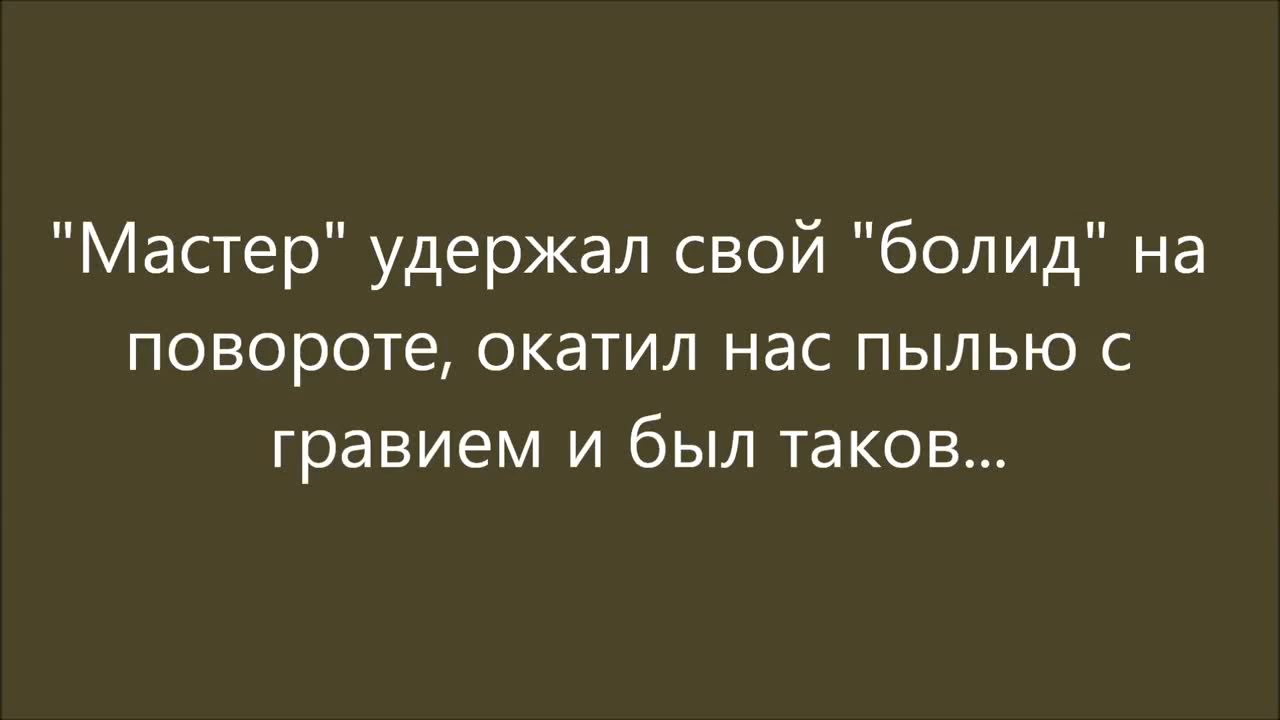 "Мастер" удержал свой "болид" на
повороте, окатил нас пылью с
гравием и был таков...